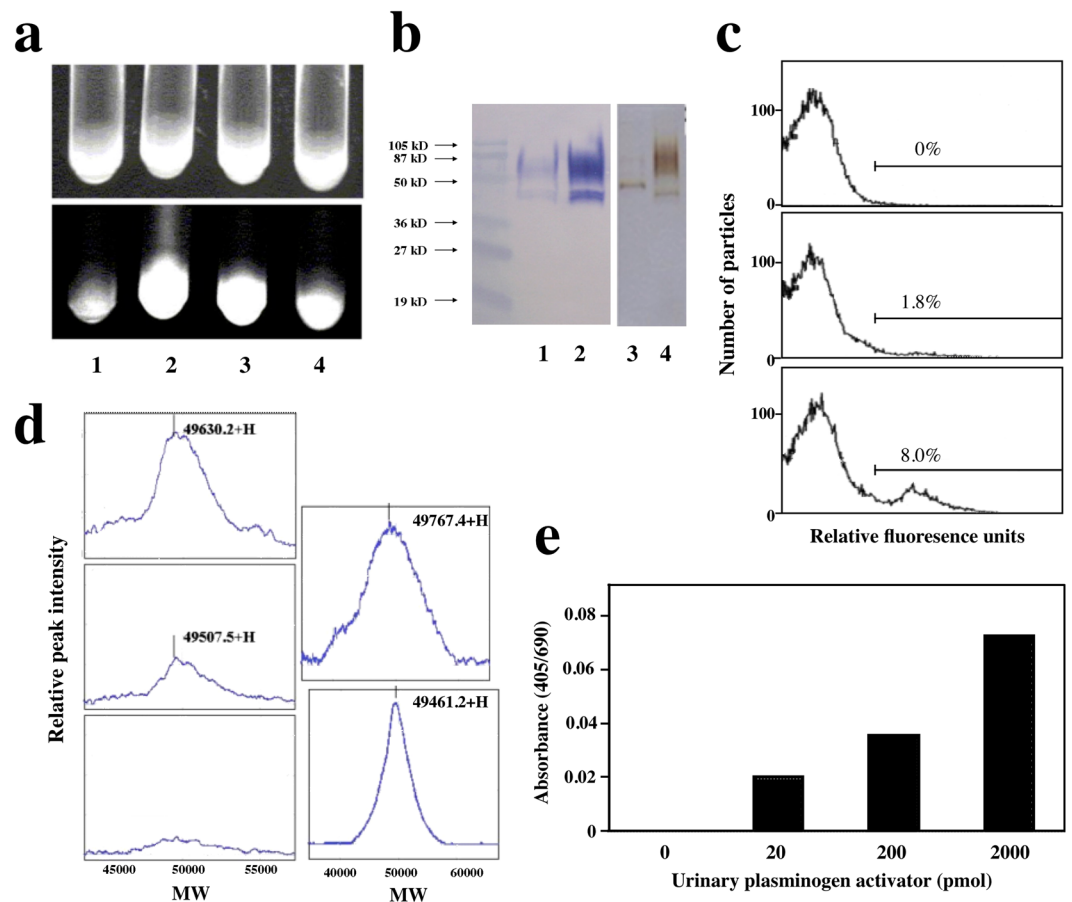 a
1 2 3 4
b
105 kD
87 kD
50 kD
36 kD
27 kD
19 kD
1 2 3 4
c
Number of particles
100
0%
0
100
1.8%
0
100
8.0%
0
Relative fluoresence units
d
Relative peak intensity
49630.2+H
49507.5+H
45000 50000 55000
MW
49767.4+H
49461.2+H
40000 50000 60000
MW
e
Absorbance (405/690)
0.08
0.06
0.04
0.02
0
0 20 200 2000
Urinary plasminogen activator (pmol)